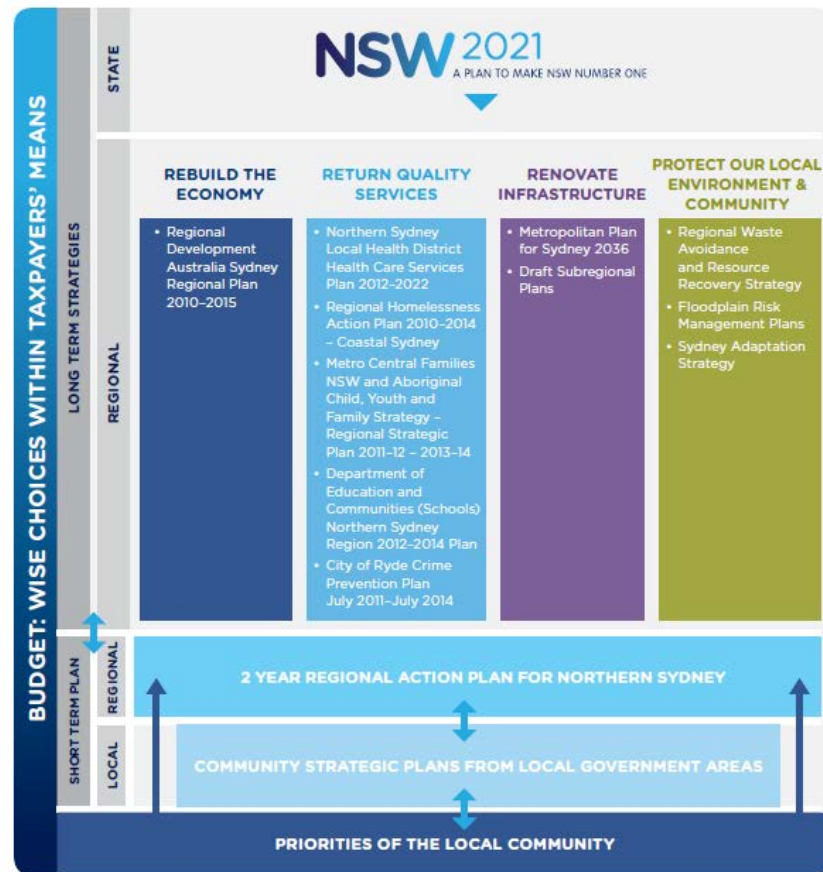 BUDGET: WISE CHOICES WITHIN TAXPAYERS’ MEANS
LONG TERM STRATEGIES
STATE
NSW 2021
A PLAN TO MAKE NSW NUMBER ONE
REGIONAL
REBUILD THE
ECONOMY
• Regional
Development
Australia Sydney
Regional Plan
2010–2015
RETURN QUALITY
SERVICES
• Northern Sydney
Local Health District
Health Care Services
Plan 2012–2022
• Regional Homelessness
Action Plan 2010–2014
– Coastal Sydney
• Metro Central Families
NSW and Aboriginal
Child, Youth and
Family Strategy –
Regional Strategic
Plan 2011–12 – 2013–14
• Department of
Education and
Communities (Schools)
Northern Sydney
Region 2012–2014 Plan
• City of Ryde Crime
Prevention Plan
July 2011–July 2014
RENOVATE
INFRASTRUCTURE
• Metropolitan Plan
for Sydney 2036
• Draft Subregional
Plans
PROTECT OUR LOCAL
ENVIRONMENT &
COMMUNITY
• Regional Waste
Avoidance
and Resource
Recovery Strategy
• Floodplain Risk
Management Plans
• Sydney Adaptation
Strategy
SHORT TERM PLAN
REGIONAL
2 YEAR REGIONAL ACTION PLAN FOR NORTHERN SYDNEY
LOCAL
COMMUNITY STRATEGIC PLANS FROM LOCAL GOVERNMENT AREAS
PRIORITIES OF THE LOCAL COMMUNITY